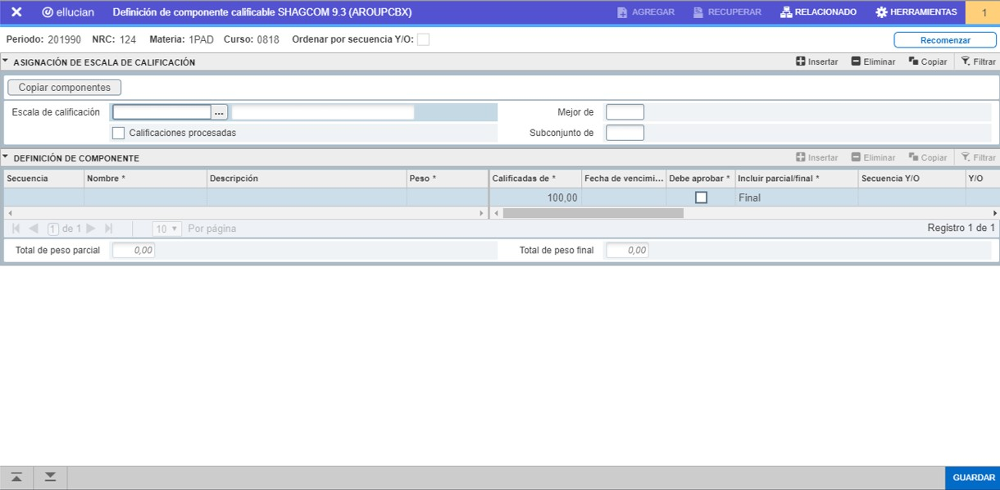 ellucian Definición de componente calificable SHAGCOM 9.3 (AROUPCBX) AGREGAR RECUPERAR RELACIONADO HERRAMIENTAS 1
Periodo: 201990 NRC: 124 Materia: 1PAD Curso: 0818 Ordenar por secuencia Y/O: Recomenzar
ASIGNACIÓN DE ESCALA DE CALIFICACIÓN Insertar Eliminar Copiar Filtrar
Copiar componentes
Escala de calificación ... Mejor de
Calificaciones procesadas Subconjunto de
DEFINICIÓN DE COMPONENTE Insertar Eliminar Copiar Filtrar
Secuencia Nombre * Descripción Peso * Calificadas de * Fecha de vencimi... Debe aprobar * Incluir parcial/final * Secuencia Y/O Y/O
100,00 Final
1 de 1 10 Por página Registro 1 de 1
Total de peso parcial 0,00 Total de peso final 0,00
GUARDAR